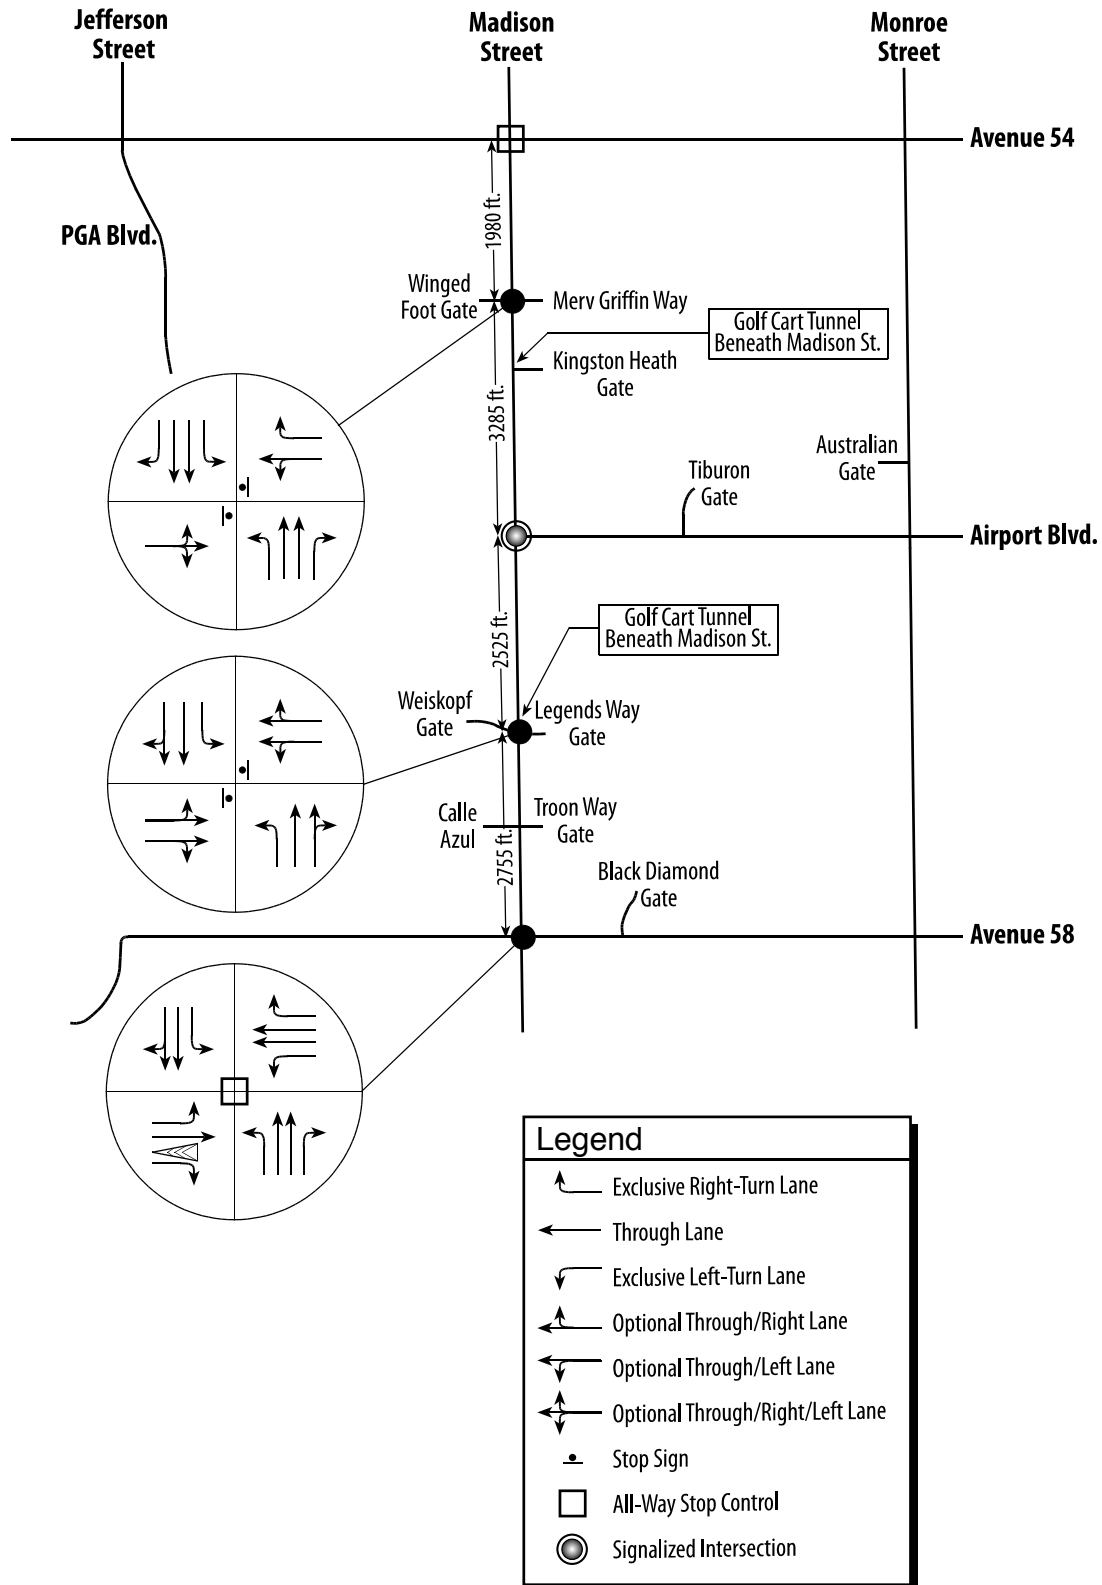 Jefferson
Street
Madison
Street
Monroe
Street
Avenue 54
1980 ft.
PGA Blvd.
Winged
Foot Gate
Merv Griffin Way
Golf Cart Tunnel
Beneath Madison St.
Kingston Heath
Gate
3285 ft.
Australian
Gate
Tiburon
Gate
Airport Blvd.
2525 ft.
Golf Cart Tunnel
Beneath Madison St.
Weiskopf
Gate
Legends Way
Gate
Calle
Azul
Troon Way
Gate
2755 ft.
Black Diamond
Gate
Avenue 58
Legend
Exclusive Right-Turn Lane
Through Lane
Exclusive Left-Turn Lane
Optional Through/Right Lane
Optional Through/Left Lane
Optional Through/Right/Left Lane
Stop Sign
All-Way Stop Control
Signalized Intersection